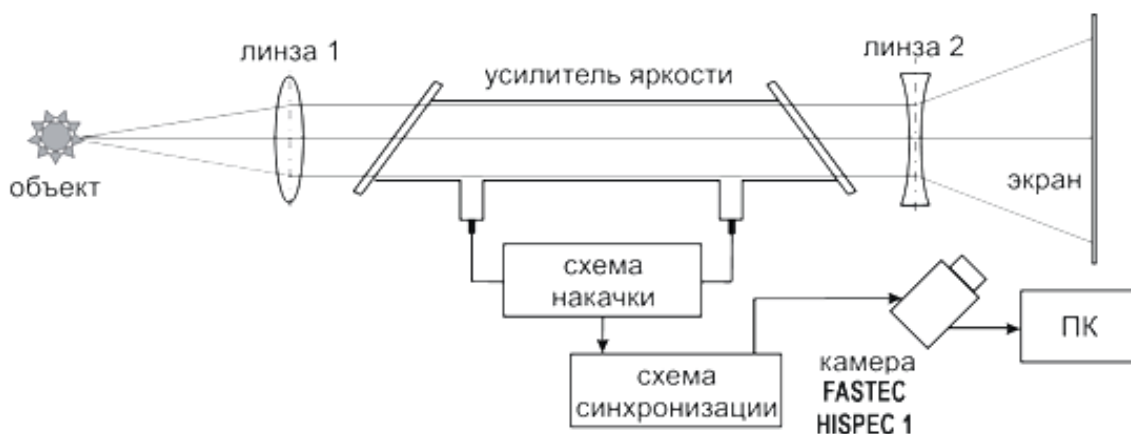 линза 1
усилитель яркости
линза 2
объект
экран
схема
накачки
схема
синхронизации
камера
FASTEC
HISPEC 1
ПК